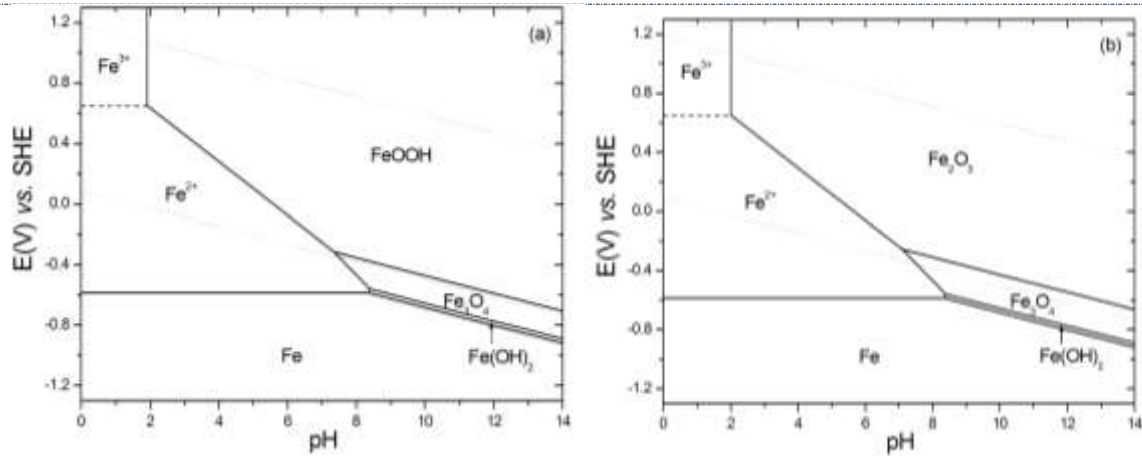 (a)
1.2
0.8
0.4
0.0
-0.4
-0.8
-1.2
E(V) vs. SHE
Fe³⁺
Fe²⁺
FeOOH
Fe₃O₄
Fe
Fe(OH)₂
0 2 4 6 8 10 12 14
pH
(b)
1.2
0.8
0.4
0.0
-0.4
-0.8
-1.2
E(V) vs. SHE
Fe³⁺
Fe²⁺
Fe₂O₃
Fe₃O₄
Fe
Fe(OH)₂
0 2 4 6 8 10 12 14
pH